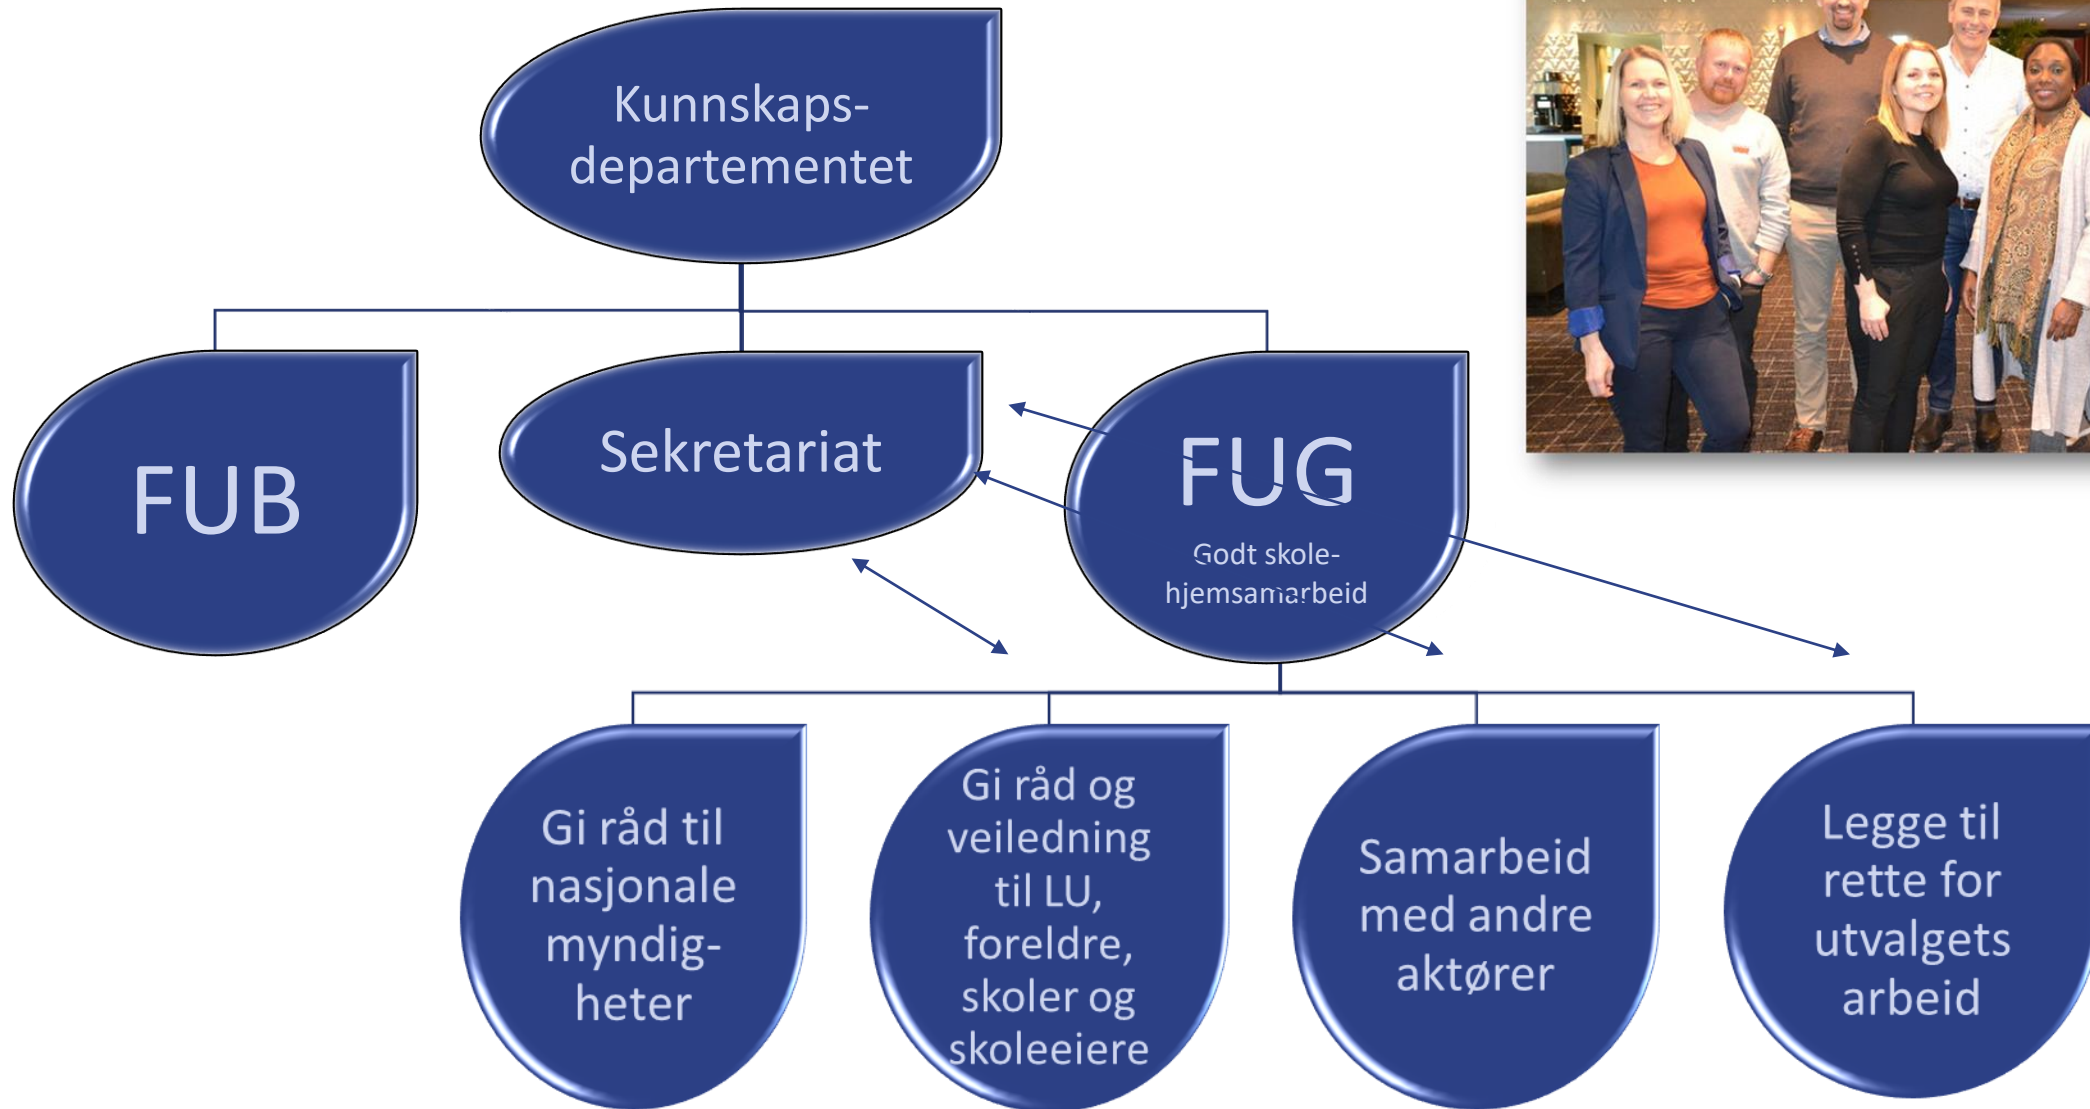 Kunnskaps-
departementet
FUB
Sekretariat
FUG
Godt skole-
hjemsamarbeid
Gi råd til
nasjonale
myndig-
heter
Gi råd og
veiledning
til LU,
foreldre,
skoler og
skoleeiere
Samarbeid
med andre
aktører
Legge til
rette for
utvalgets
arbeid